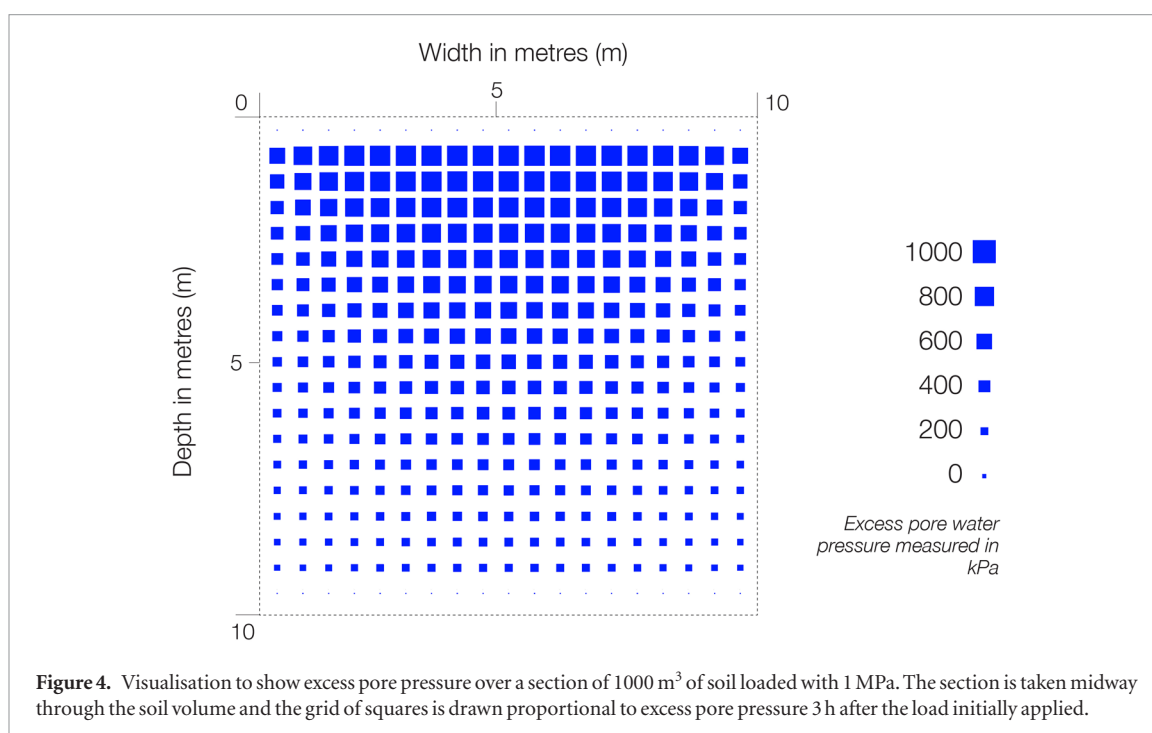 Width in metres (m)
0
5
10
Depth in metres (m)
5
10
1000
800
600
400
200
0
Excess pore water
pressure measured in
kPa
Figure 4. Visualisation to show excess pore pressure over a section of 1000 m³ of soil loaded with 1 MPa. The section is taken midway
through the soil volume and the grid of squares is drawn proportional to excess pore pressure 3 h after the load initially applied.